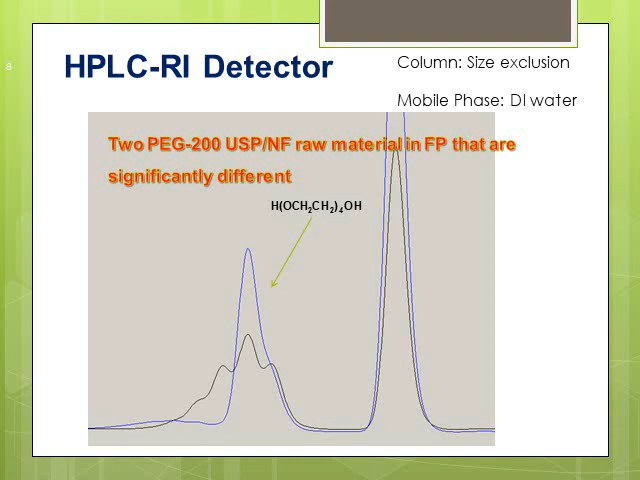 8
HPLC-RI Detector
Column: Size exclusion
Mobile Phase: DI water
Two PEG-200 USP/NF raw material in FP that are
significantly different
H(OCH₂CH₂)₄OH